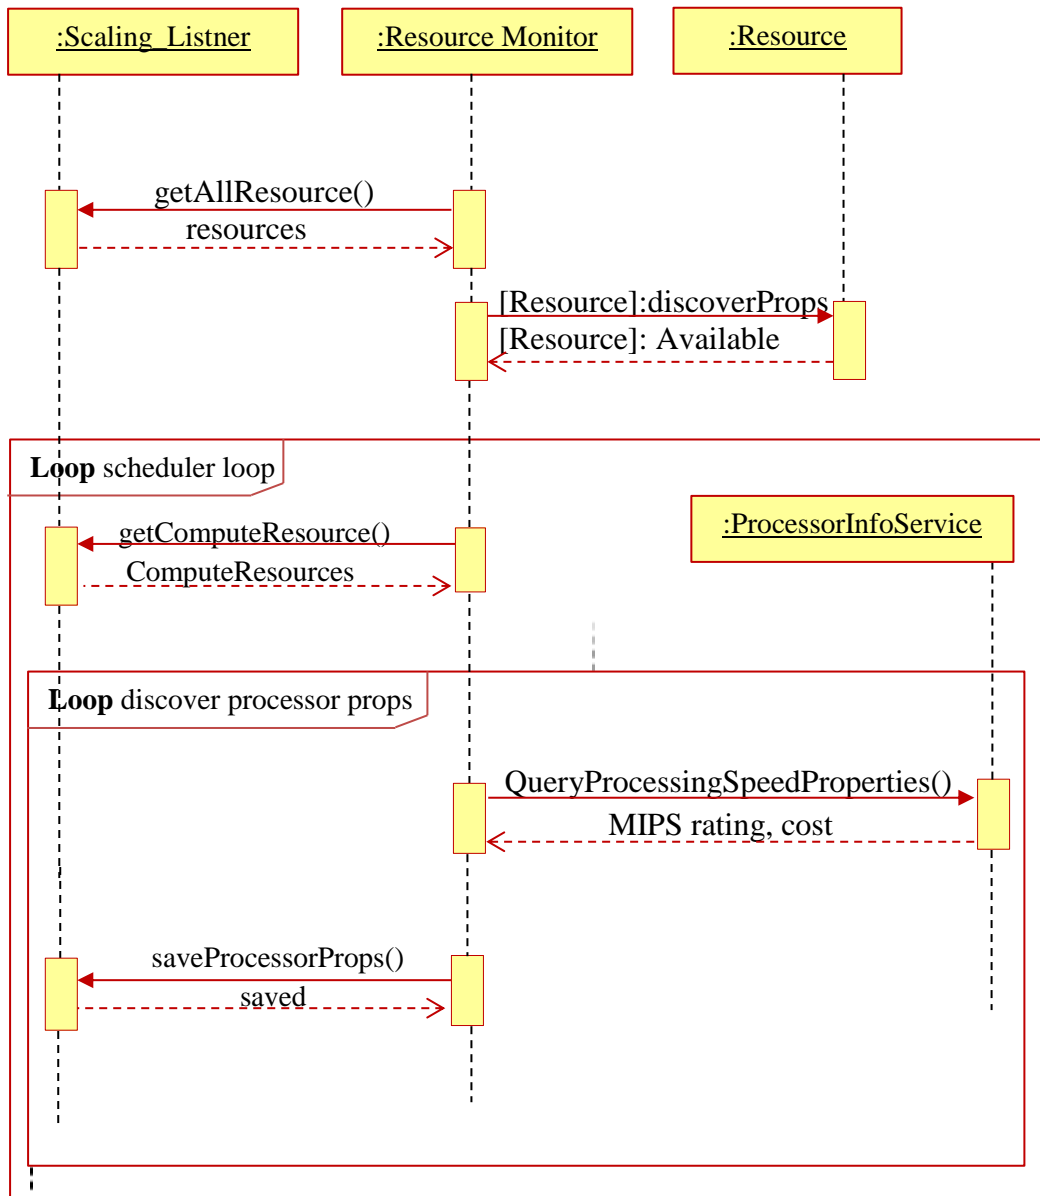 :Scaling_Listner
:Resource Monitor
:Resource
getAllResource()
resources
[Resource]:discoverProps
[Resource]: Available
Loop scheduler loop
getComputeResource()
ComputeResources
:ProcessorInfoService
Loop discover processor props
QueryProcessingSpeedProperties()
MIPS rating, cost
saveProcessorProps()
saved